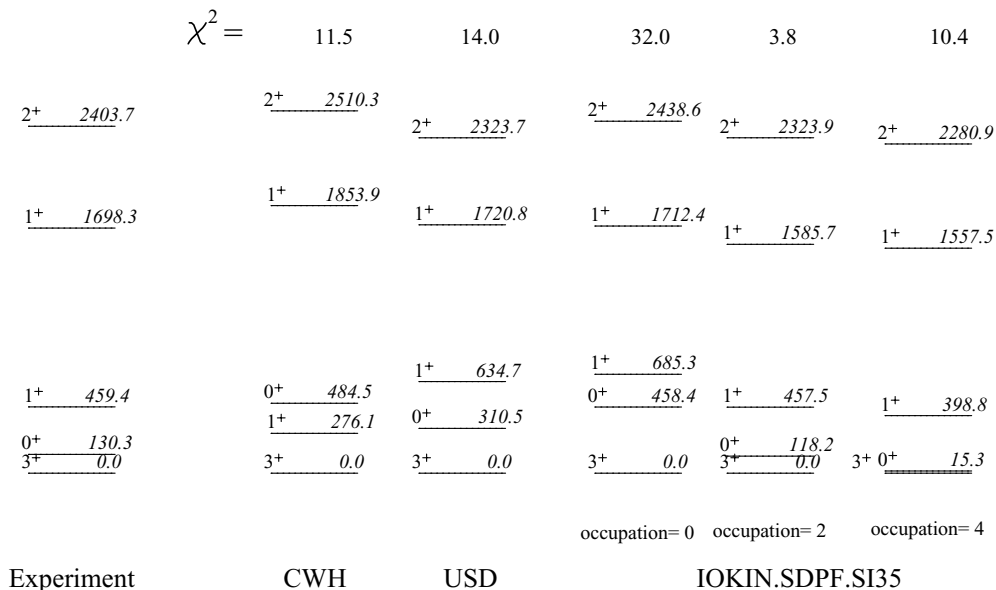 χ² = 11.5 14.0 32.0 3.8 10.4
2⁺ 2403.7 2⁺ 2510.3 2⁺ 2323.7 2⁺ 2438.6 2⁺ 2323.9 2⁺ 2280.9
1⁺ 1698.3 1⁺ 1853.9 1⁺ 1720.8 1⁺ 1712.4 1⁺ 1585.7 1⁺ 1557.5
1⁺ 634.7 1⁺ 685.3
1⁺ 459.4 0⁺ 484.5 0⁺ 458.4 1⁺ 457.5 1⁺ 398.8
1⁺ 276.1 0⁺ 310.5
0⁺ 130.3 0⁺ 118.2
3⁺ 0.0 3⁺ 0.0 3⁺ 0.0 3⁺ 0.0 3⁺ 0.0 3⁺ 0⁺ 15.3
occupation= 0 occupation= 2 occupation= 4
Experiment CWH USD IOKIN.SDPF.SI35